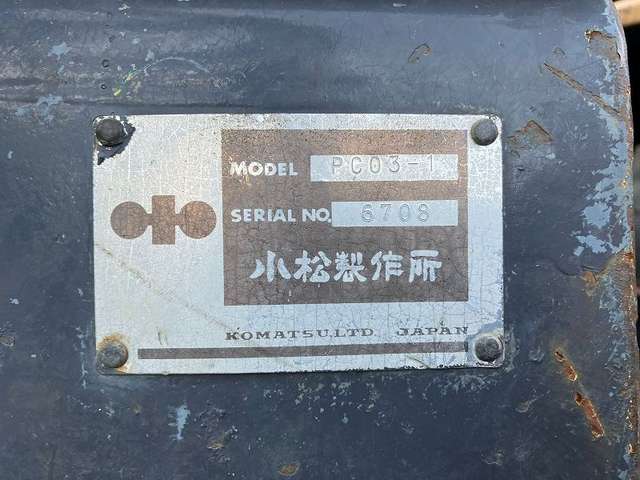 MODEL PC03-1
SERIAL NO. 6708
小松製作所
KOMATSU.LTD. JAPAN